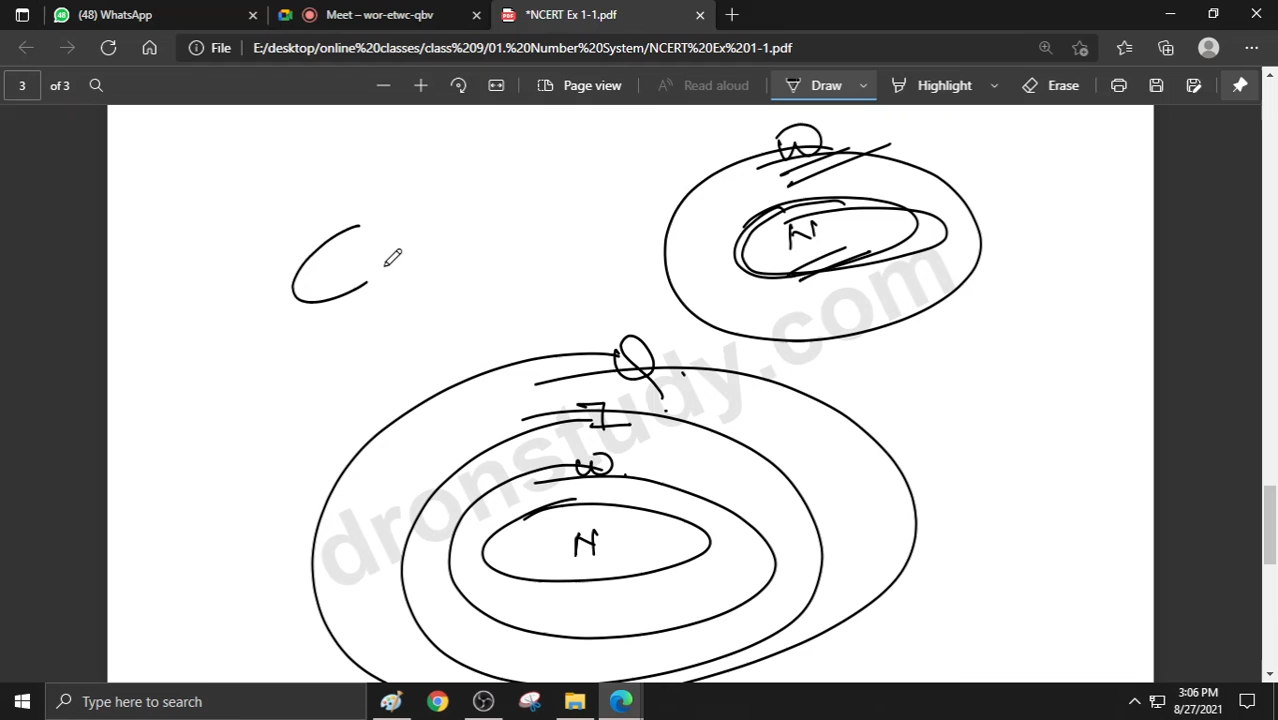 (48) WhatsApp
Meet – wor-etwc-qbv
*NCERT Ex 1-1.pdf
File
E:/desktop/online%20classes/class%209/01.%20Number%20System/NCERT%20Ex%201-1.pdf
3 of 3
Page view
Read aloud
Draw
Highlight
Erase
W
N
Q
I
W
N
dronstudy.com
Type here to search
3:06 PM
8/27/2021